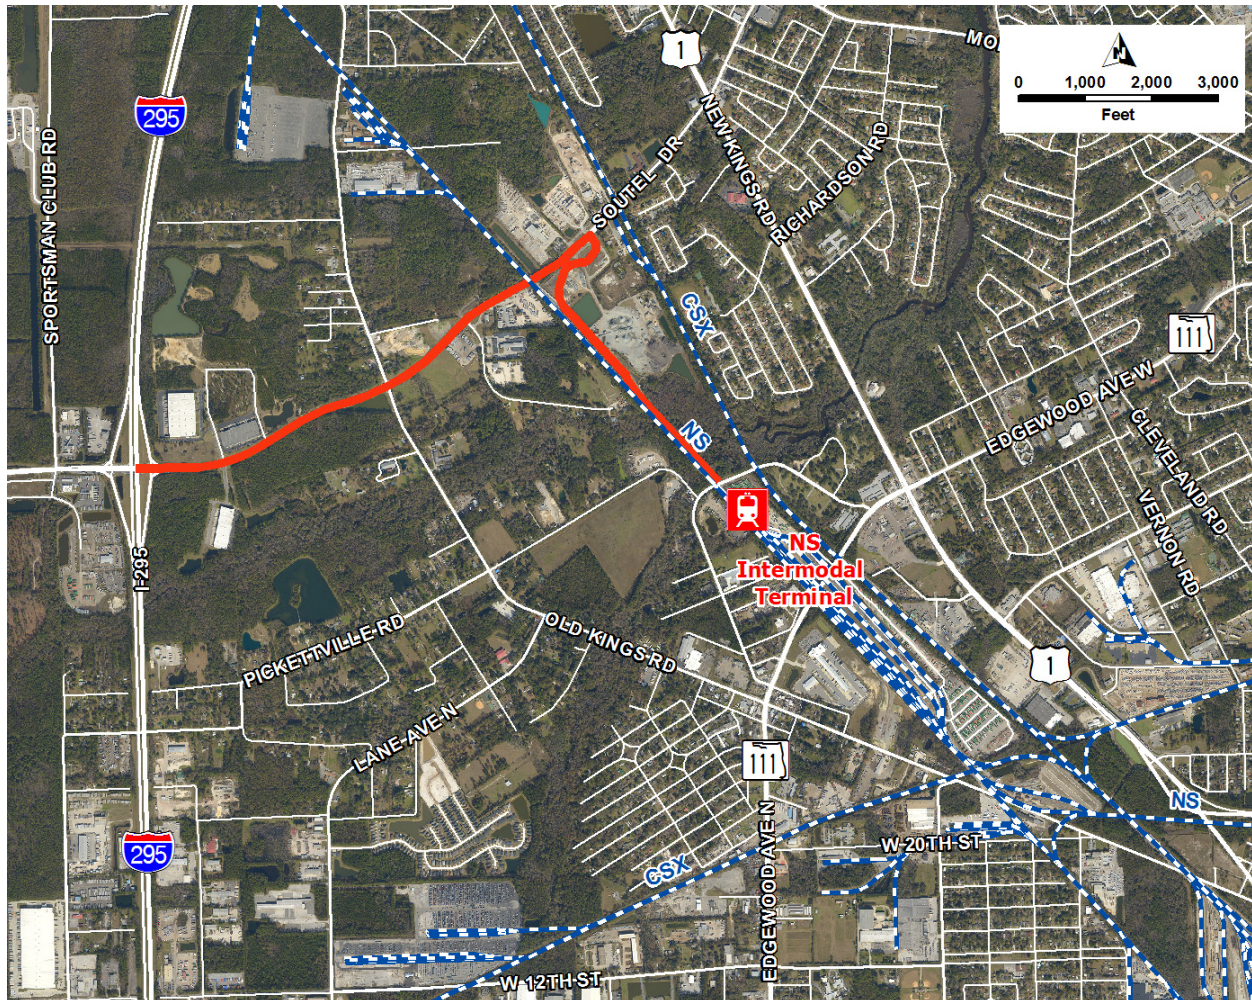 1
MO
N
0 1,000 2,000 3,000
Feet
295
SPORTSMAN CLUB RD
NEW KINGS RD
RICHARDSON RD
SOUTEL DR
CSX
111
EDGEWOOD AVE W
CLEVELAND RD
VERNON RD
NS
NS
Intermodal
Terminal
I-295
PICKETTVILLE RD
OLD KINGS RD
LANE AVE N
1
111
NS
295
EDGEWOOD AVE N
W 20TH ST
CSX
W 12TH ST